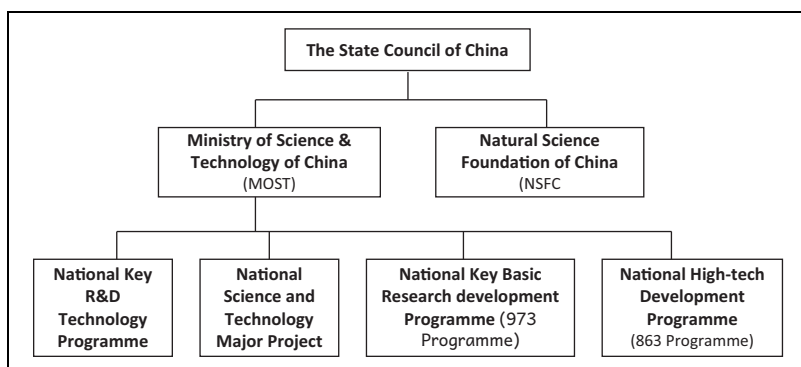 The State Council of China
Ministry of Science &
Technology of China
(MOST)
Natural Science
Foundation of China
(NSFC
National Key
R&D
Technology
Programme
National
Science and
Technology
Major Project
National Key Basic
Research development
Programme (973
Programme)
National High-tech
Development
Programme
(863 Programme)